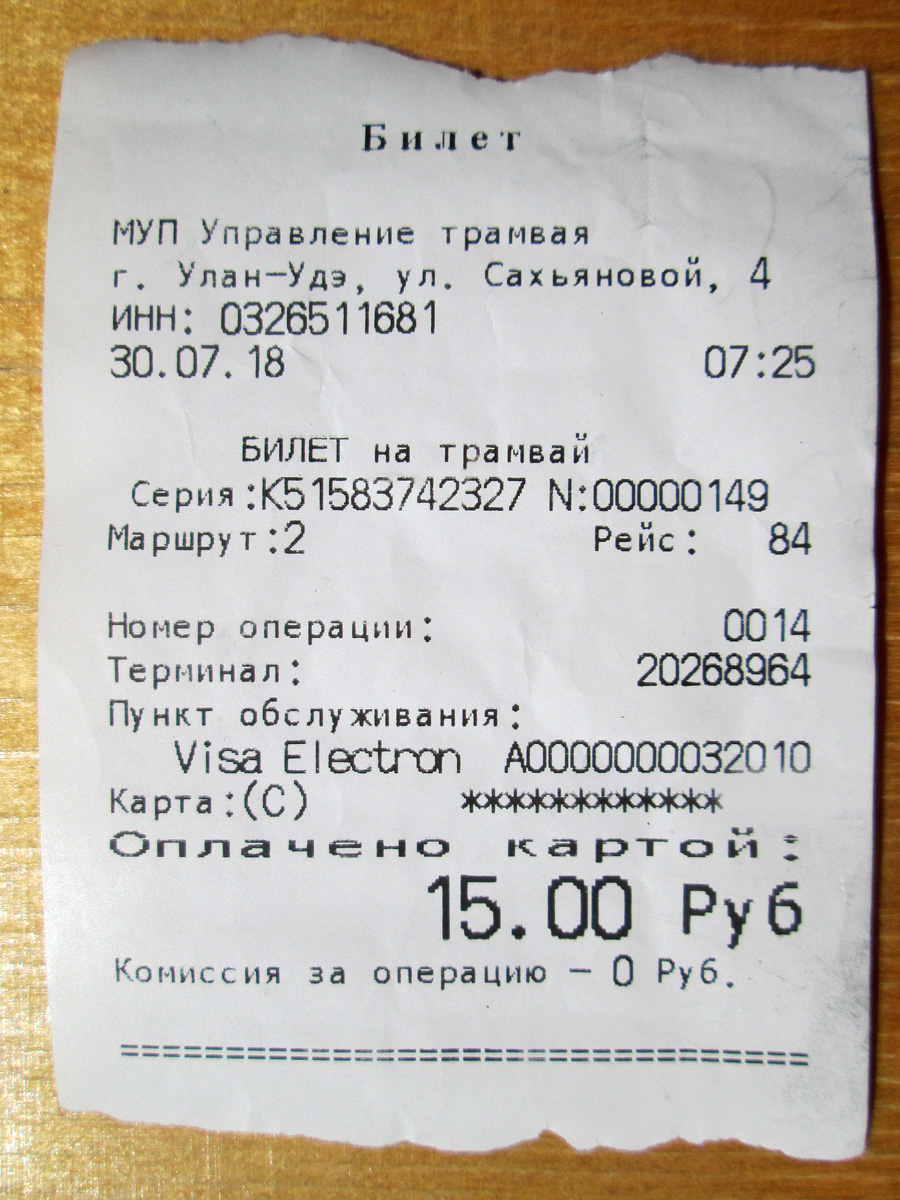 Билет
МУП Управление трамвая
г. Улан-Удэ, ул. Сахьяновой, 4
ИНН: 0326511681
30.07.18 07:25
БИЛЕТ на трамвай
Серия:K51583742327 N:00000149
Маршрут:2 Рейс: 84
Номер операции: 0014
Терминал: 20268964
Пункт обслуживания:
Visa Electron A0000000032010
Карта:(C) ************
Оплачено картой:
15.00 Руб
Комиссия за операцию - 0 Руб.
=================================